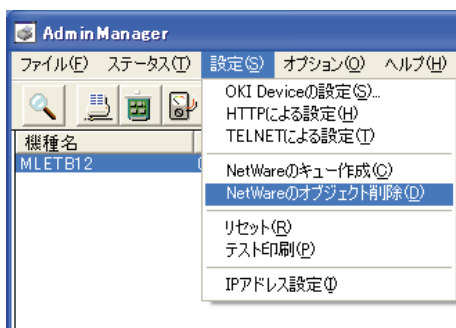 AdminManager
ファイル(F) ステータス(T) 設定(S) オプション(O) ヘルプ(H)
OKI Deviceの設定(S)...
HTTPによる設定(H)
TELNETによる設定(T)
機種名
MLETB12
NetWareのキュー作成(C)
NetWareのオブジェクト削除(D)
リセット(R)
テスト印刷(P)
IPアドレス設定(I)